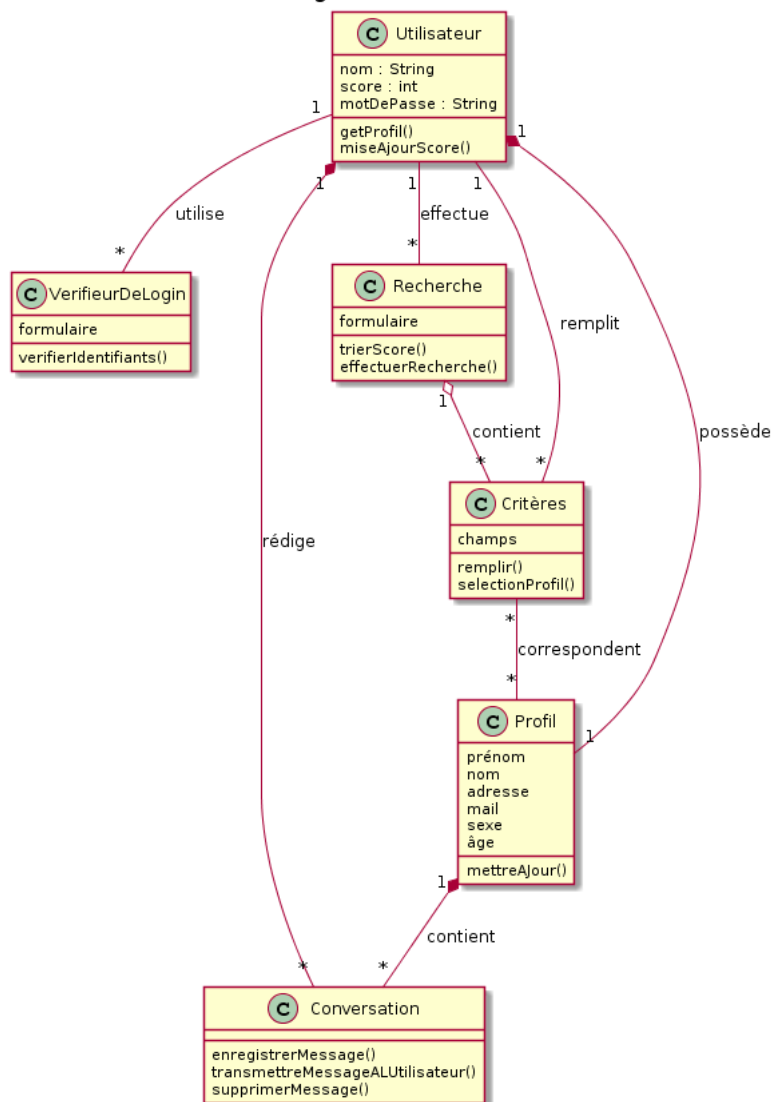 C Utilisateur
nom : String
score : int
motDePasse : String
getProfil()
miseAjourScore()
1
1
1
1
1
utilise
effectue
*
*
C VerifieurDeLogin
formulaire
verifierIdentifiants()
C Recherche
formulaire
trierScore()
effectuerRecherche()
remplit
1
contient
possède
*
*
C Critères
champs
remplir()
selectionProfil()
rédige
*
correspondent
*
C Profil
prénom
nom
adresse
mail
sexe
âge
mettreAJour()
1
1
contient
*
*
C Conversation
enregistrerMessage()
transmettreMessageALUtilisateur()
supprimerMessage()